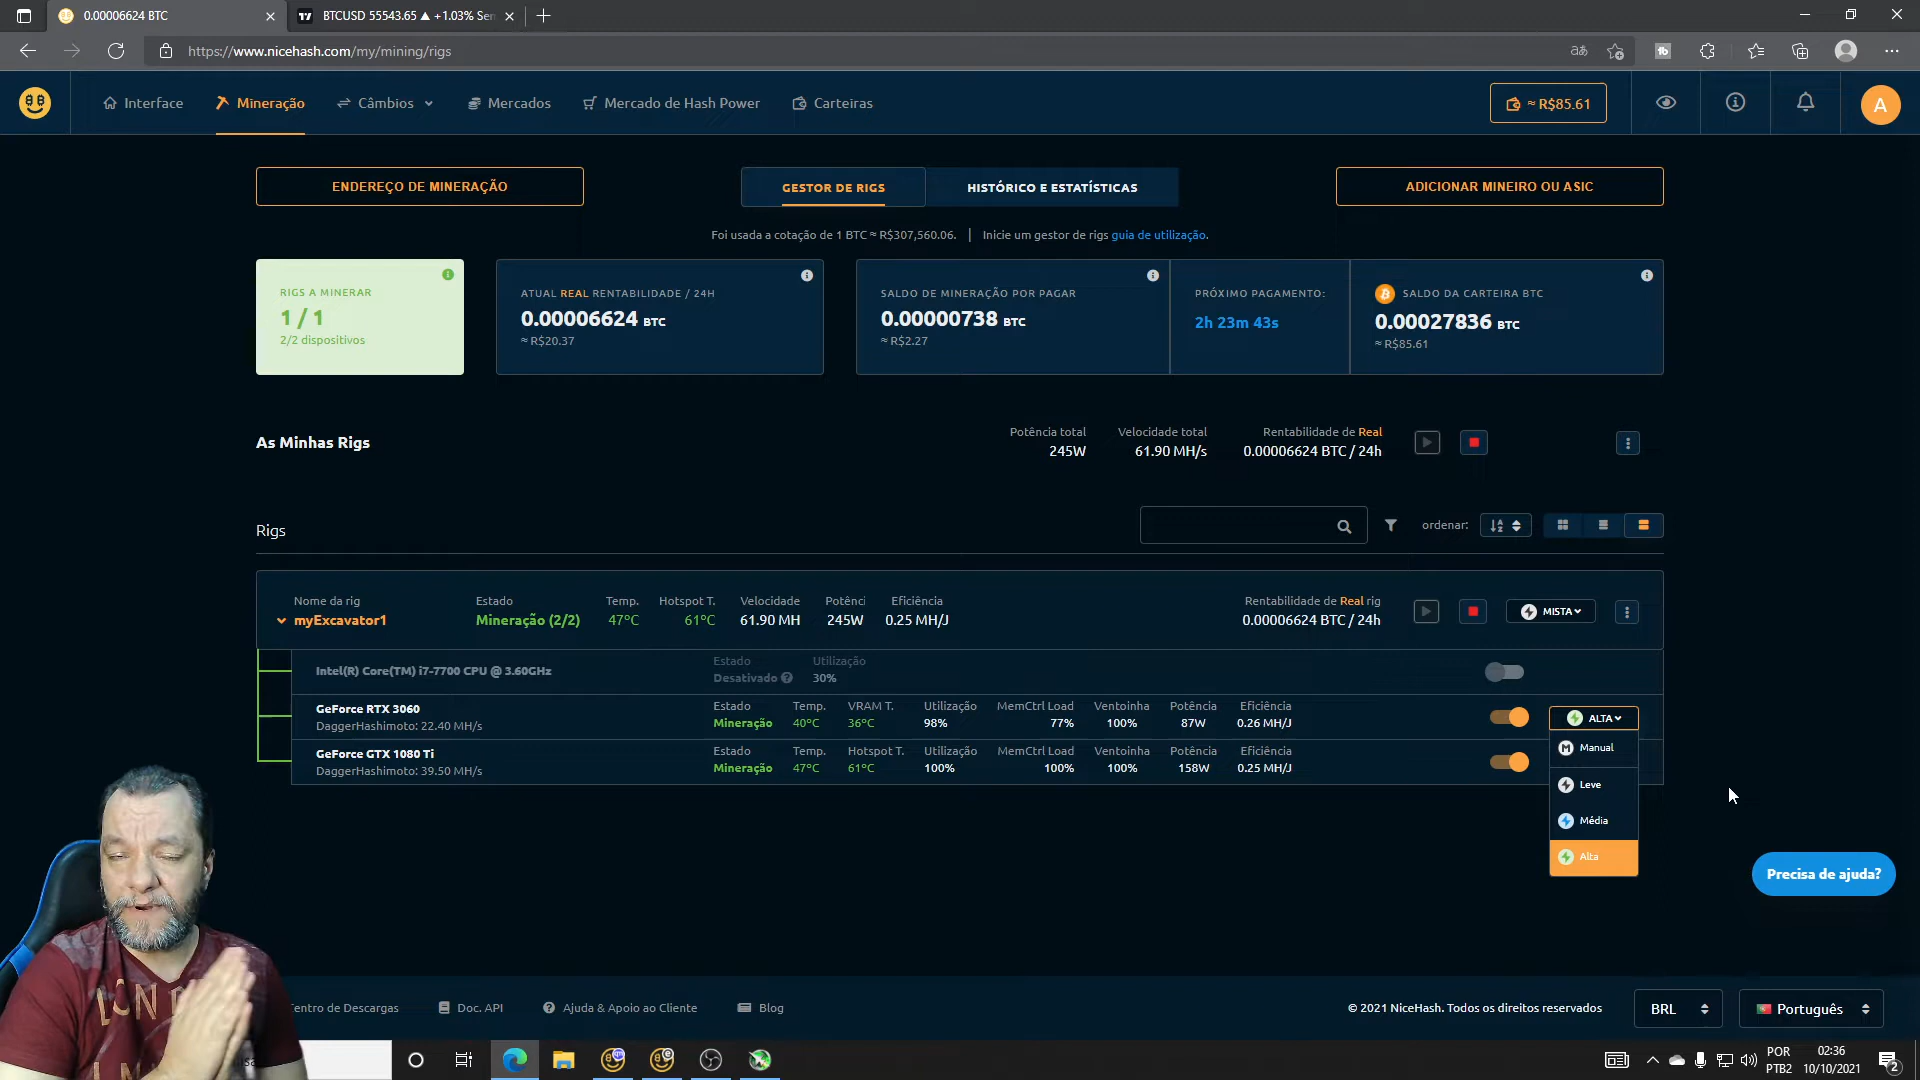 0.00006624 BTC
BTCUSD 55543.65 ▲ +1.03% Sem
https://www.nicehash.com/my/mining/rigs
Interface
Mineração
Câmbios
Mercados
Mercado de Hash Power
Carteiras
≈ R$85.61
A
ENDEREÇO DE MINERAÇÃO
GESTOR DE RIGS
HISTÓRICO E ESTATÍSTICAS
ADICIONAR MINEIRO OU ASIC
Foi usada a cotação de 1 BTC ≈ R$307,560.06. | Inicie um gestor de rigs guia de utilização.
RIGS A MINERAR
1 / 1
2/2 dispositivos
ATUAL REAL RENTABILIDADE / 24H
0.00006624 BTC
≈ R$20.37
SALDO DE MINERAÇÃO POR PAGAR
0.00000738 BTC
≈ R$2.27
PRÓXIMO PAGAMENTO:
2h 23m 43s
SALDO DA CARTEIRA BTC
0.00027836 BTC
≈ R$85.61
As Minhas Rigs
Potência total
245W
Velocidade total
61.90 MH/s
Rentabilidade de Real
0.00006624 BTC / 24h
Rigs
ordenar:
Nome da rig
myExcavator1
Estado
Mineração (2/2)
Temp.
47ºC
Hotspot T.
61ºC
Velocidade
61.90 MH
Potênci
245W
Eficiência
0.25 MH/J
Rentabilidade de Real rig
0.00006624 BTC / 24h
MISTA
Intel(R) Core(TM) i7-7700 CPU @ 3.60GHz
Estado
Desativado
Utilização
30%
GeForce RTX 3060
DaggerHashimoto: 22.40 MH/s
Estado
Mineração
Temp.
40ºC
VRAM T.
36ºC
Utilização
98%
MemCtrl Load
77%
Ventoinha
100%
Potência
87W
Eficiência
0.26 MH/J
ALTA
GeForce GTX 1080 Ti
DaggerHashimoto: 39.50 MH/s
Estado
Mineração
Temp.
47ºC
Hotspot T.
61ºC
Utilização
100%
MemCtrl Load
100%
Ventoinha
100%
Potência
158W
Eficiência
0.25 MH/J
Manual
Leve
Média
Alta
Precisa de ajuda?
entro de Descargas
Doc. API
Ajuda & Apoio ao Cliente
Blog
© 2021 NiceHash. Todos os direitos reservados
BRL
Português
POR
PTB2
02:36
10/10/2021
2